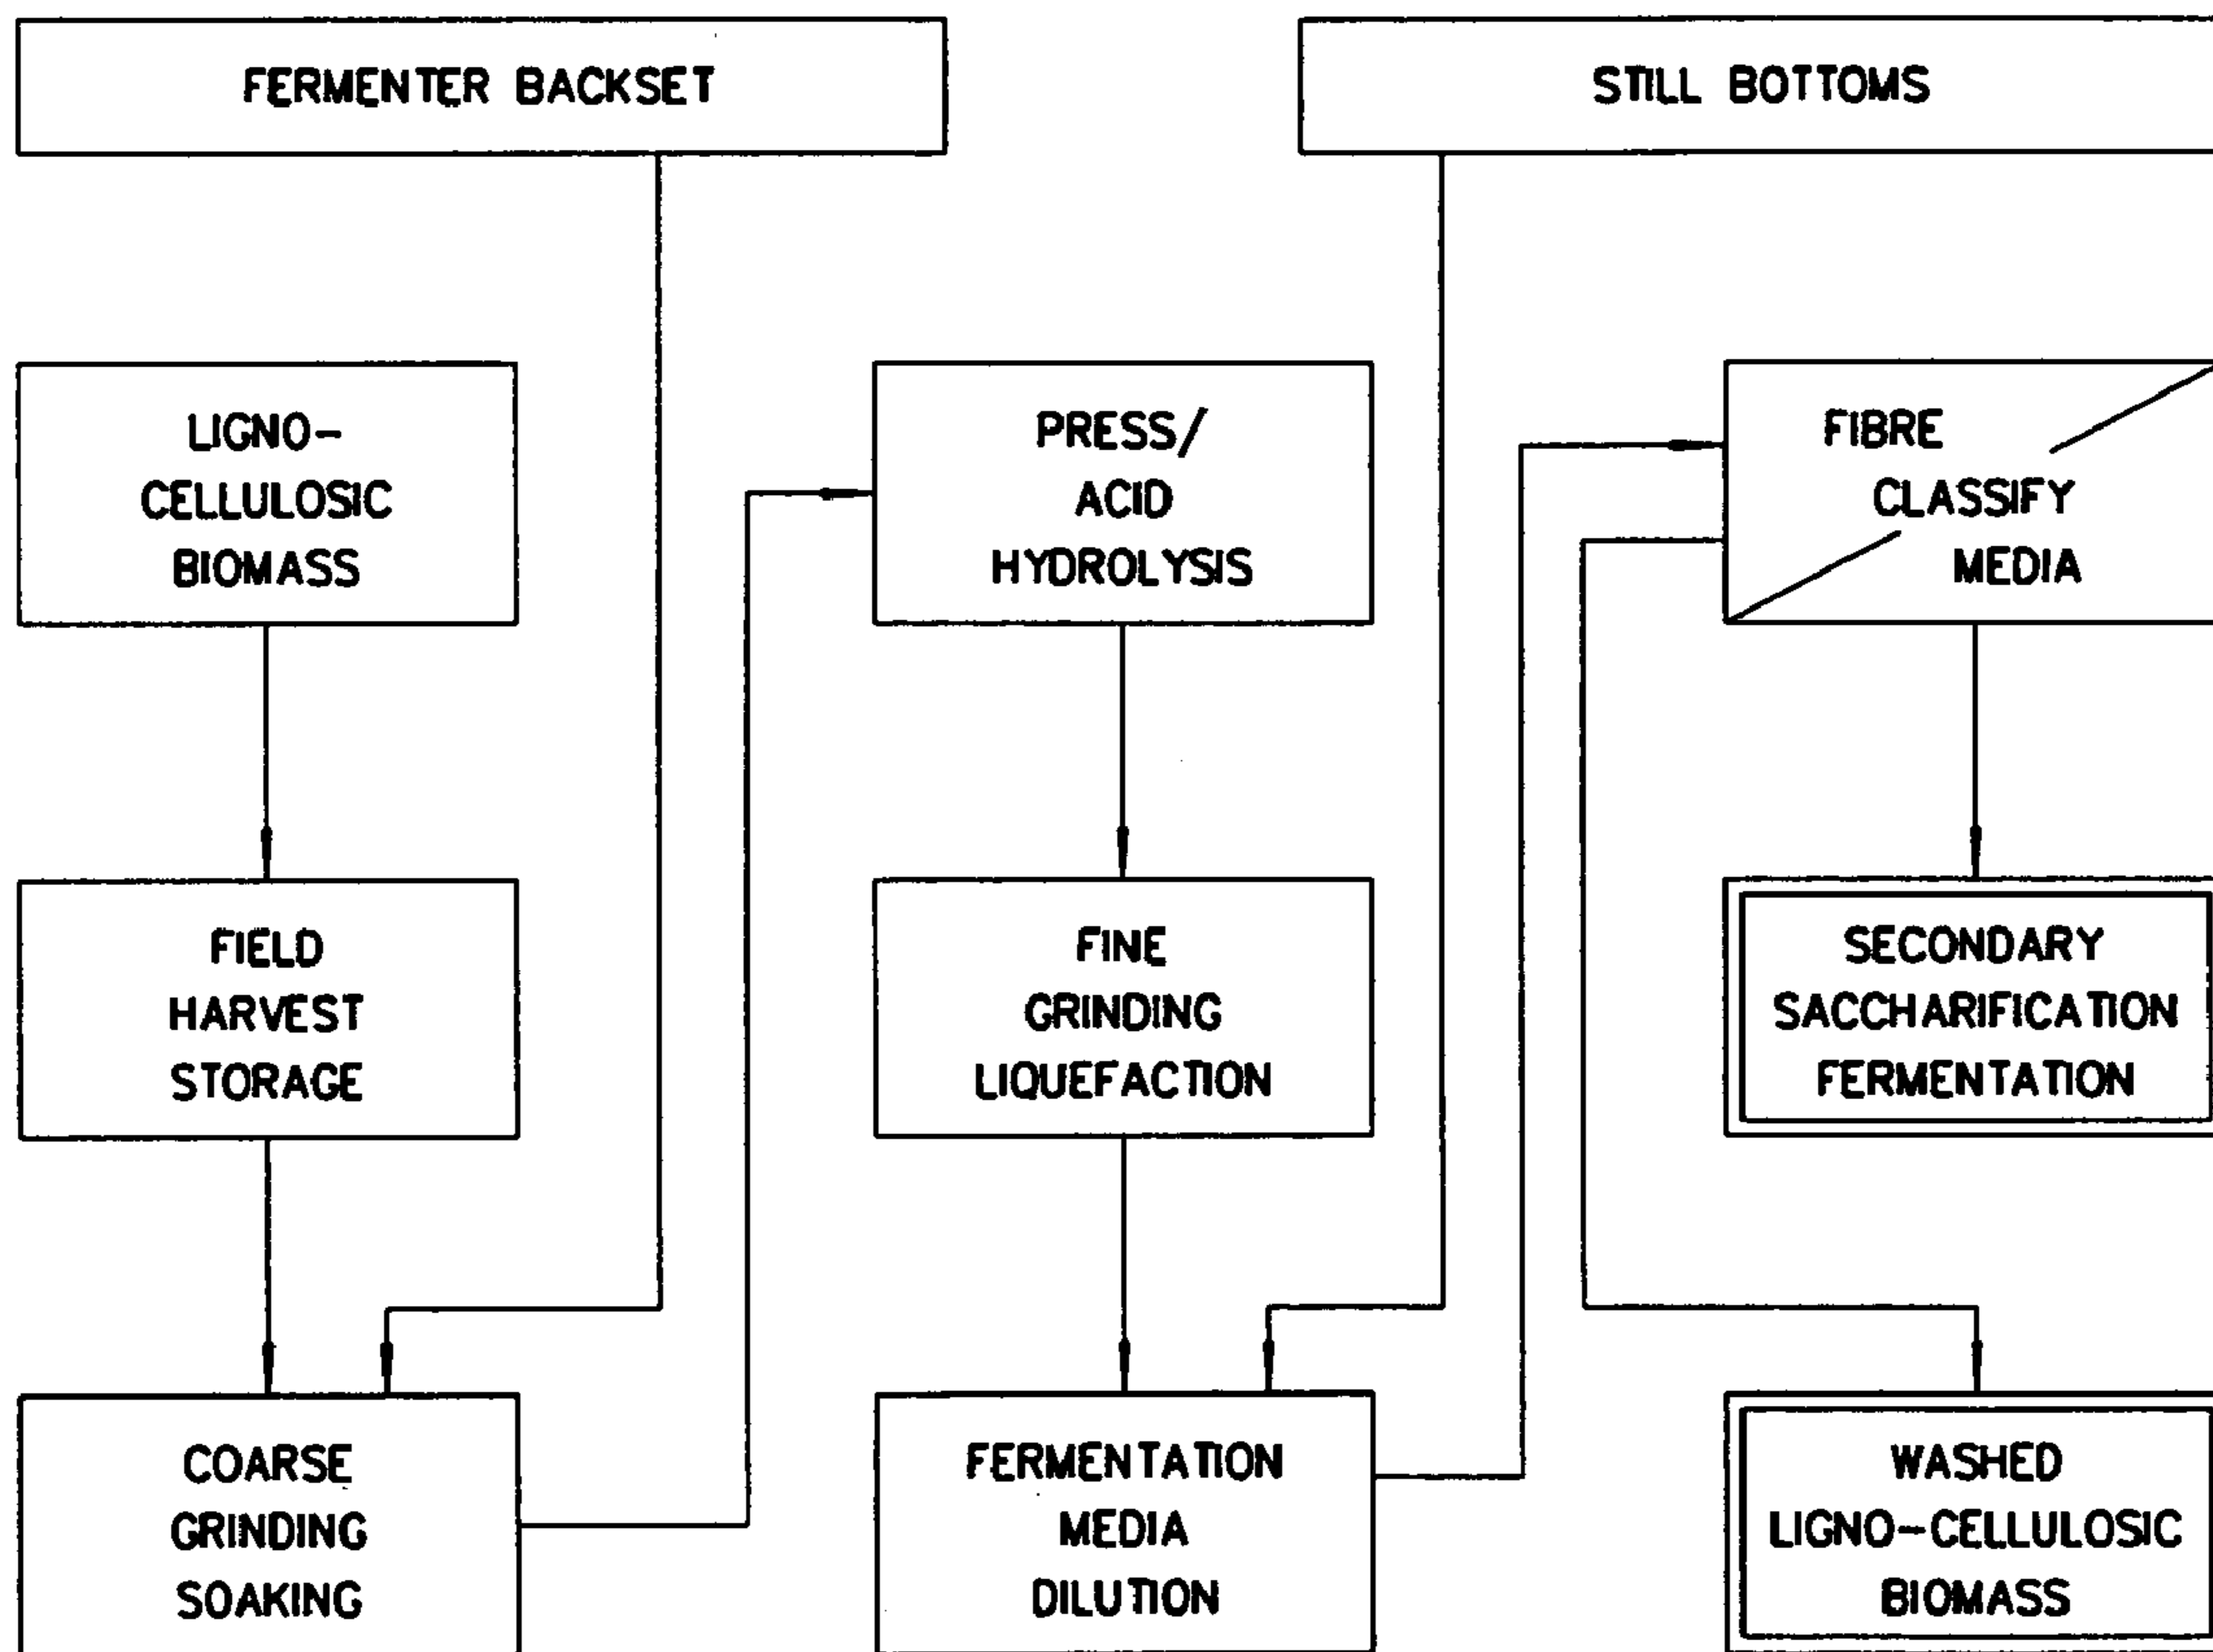 FERMENTER BACKSET
STILL BOTTOMS
LIGNO-
CELLULOSIC
BIOMASS
PRESS/
ACID
HYDROLYSIS
FIBRE
CLASSIFY
MEDIA
FIELD
HARVEST
STORAGE
FINE
GRINDING
LIQUEFACTION
SECONDARY
SACCHARIFICATION
FERMENTATION
COARSE
GRINDING
SOAKING
FERMENTATION
MEDIA
DILUTION
WASHED
LIGNO-CELLULOSIC
BIOMASS